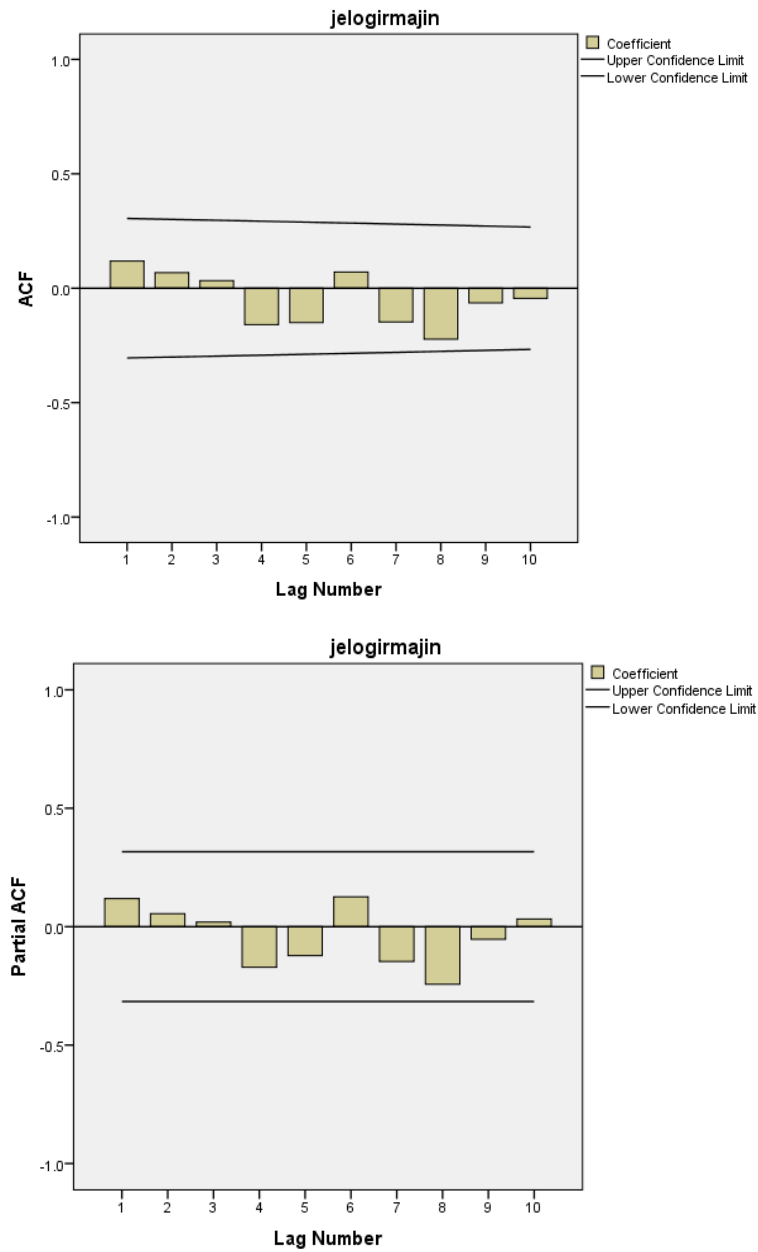 jelogirmajin
Coefficient
Upper Confidence Limit
Lower Confidence Limit
1.0
0.5
0.0
-0.5
-1.0
ACF
1 2 3 4 5 6 7 8 9 10
Lag Number
jelogirmajin
Coefficient
Upper Confidence Limit
Lower Confidence Limit
1.0
0.5
0.0
-0.5
-1.0
Partial ACF
1 2 3 4 5 6 7 8 9 10
Lag Number